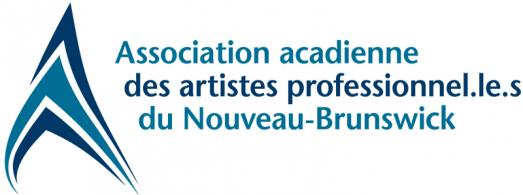 Association acadienne
des artistes professionnel.le.s
du Nouveau-Brunswick